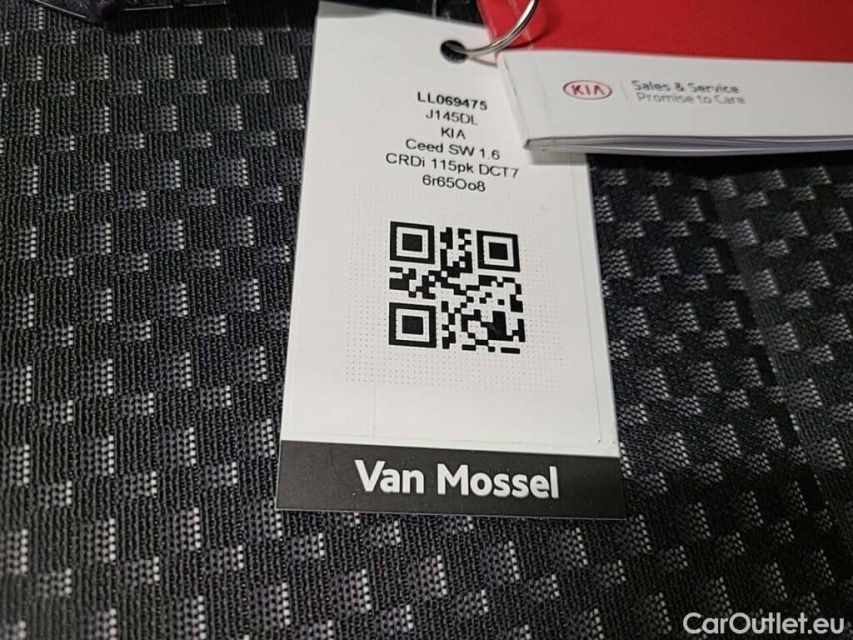 LL069475
J145DL
KIA
Ceed SW 1.6
CRDi 115pk DCT7
6r65Oo8
Van Mossel
KIA
Sales & Service
Promise to Care
CarOutlet.eu